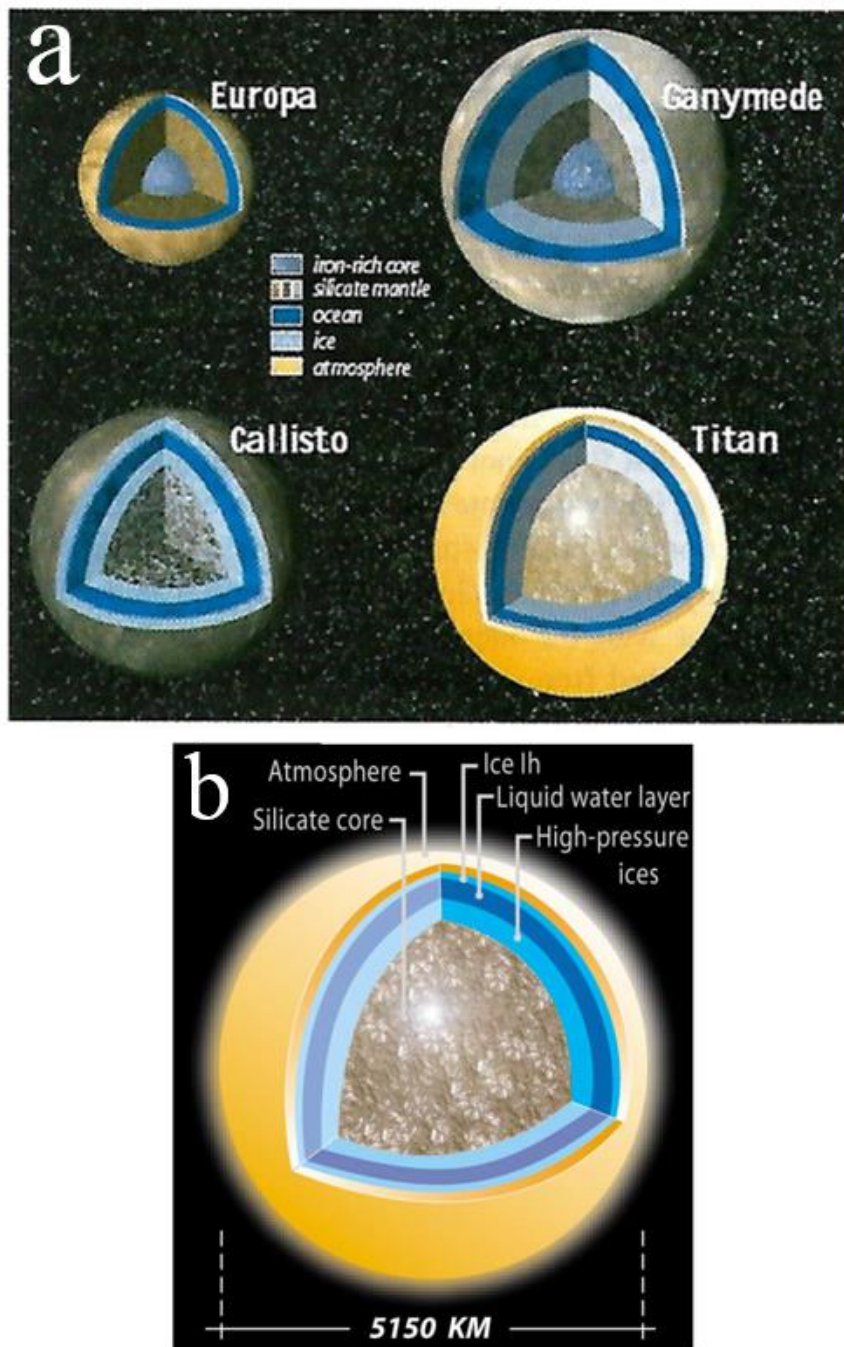 a
Europa
Ganymede
iron-rich core
silicate mantle
ocean
ice
atmosphere
Callisto
Titan
b
Atmosphere
Ice Ih
Liquid water layer
Silicate core
High-pressure
ices
5150 KM